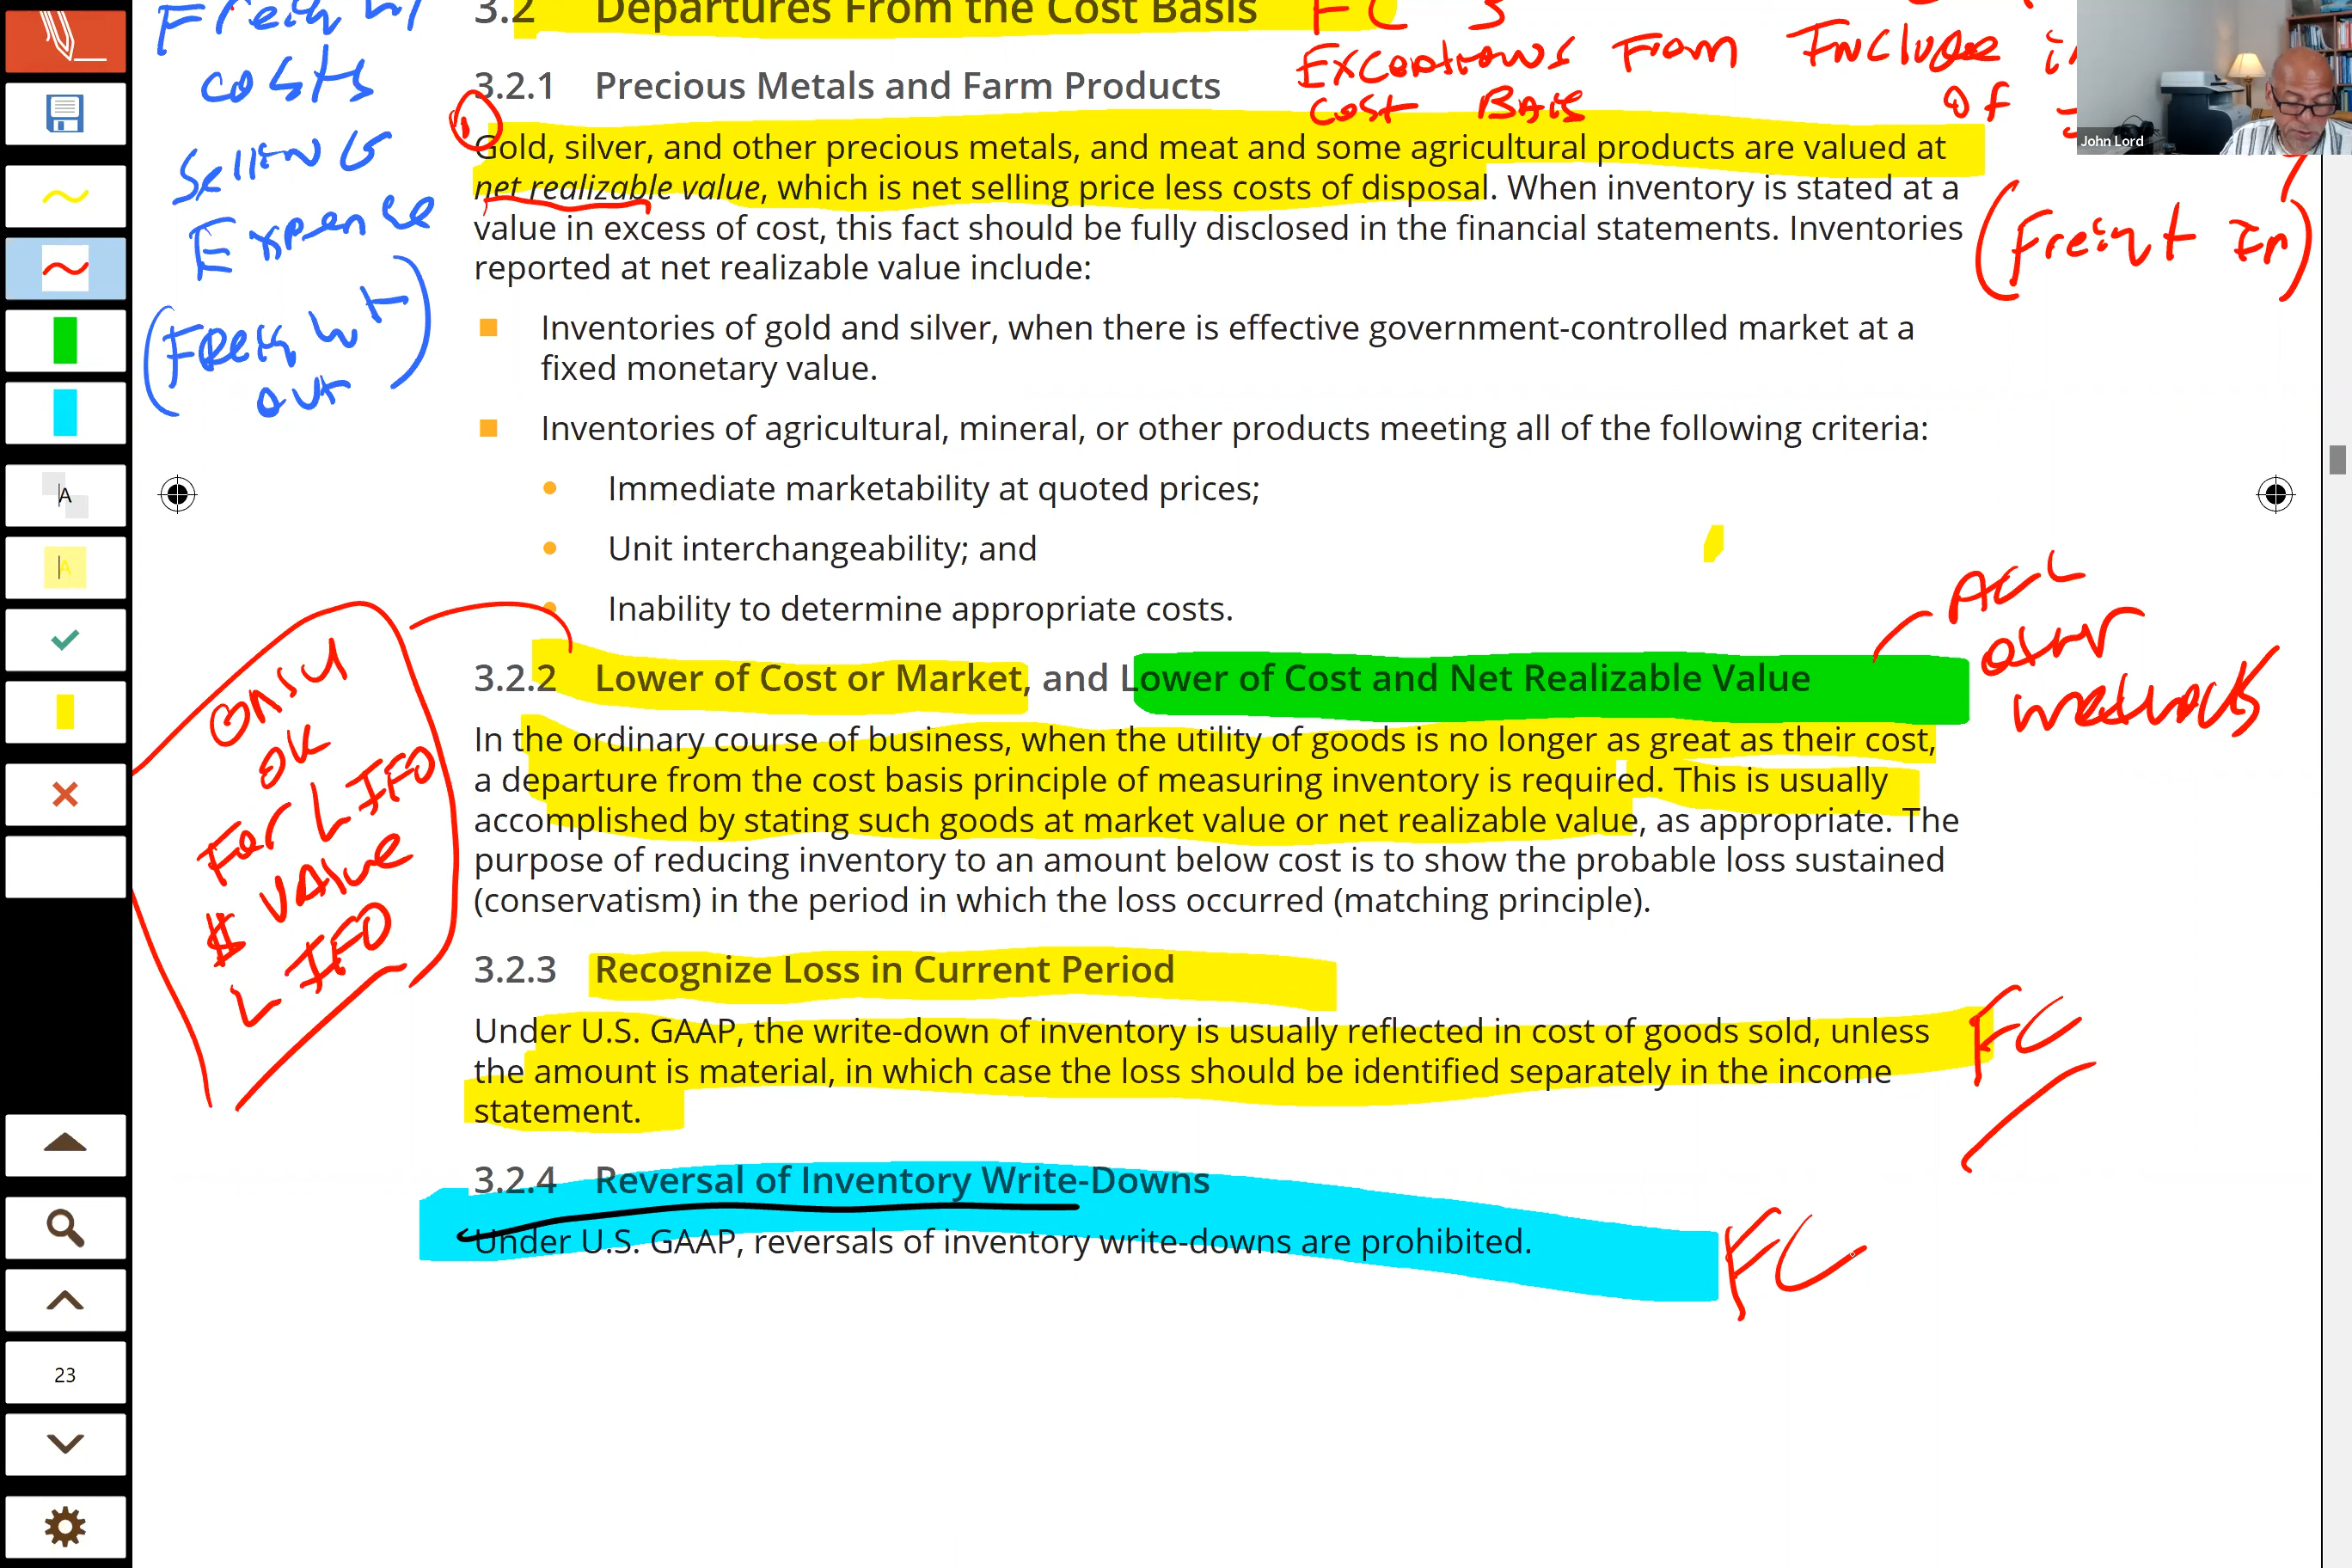 3.2 Departures From the Cost Basis
FC 3
Exceptions From
Cost Basis
Include
of
(Freight In)
costs
Selling
Expense
(Freight
out)
3.2.1 Precious Metals and Farm Products
1
Gold, silver, and other precious metals, and meat and some agricultural products are valued at
net realizable value, which is net selling price less costs of disposal. When inventory is stated at a
value in excess of cost, this fact should be fully disclosed in the financial statements. Inventories
reported at net realizable value include:
Inventories of gold and silver, when there is effective government-controlled market at a
fixed monetary value.
Inventories of agricultural, mineral, or other products meeting all of the following criteria:
Immediate marketability at quoted prices;
Unit interchangeability; and
Inability to determine appropriate costs.
3.2.2 Lower of Cost or Market, and Lower of Cost and Net Realizable Value
ALL
other
methods
Only
OK
For LIFO
$ Value
LIFO
In the ordinary course of business, when the utility of goods is no longer as great as their cost,
a departure from the cost basis principle of measuring inventory is required. This is usually
accomplished by stating such goods at market value or net realizable value, as appropriate. The
purpose of reducing inventory to an amount below cost is to show the probable loss sustained
(conservatism) in the period in which the loss occurred (matching principle).
3.2.3 Recognize Loss in Current Period
Under U.S. GAAP, the write-down of inventory is usually reflected in cost of goods sold, unless
the amount is material, in which case the loss should be identified separately in the income
statement.
FC
3.2.4 Reversal of Inventory Write-Downs
Under U.S. GAAP, reversals of inventory write-downs are prohibited.
FC
John Lord
A
A
23